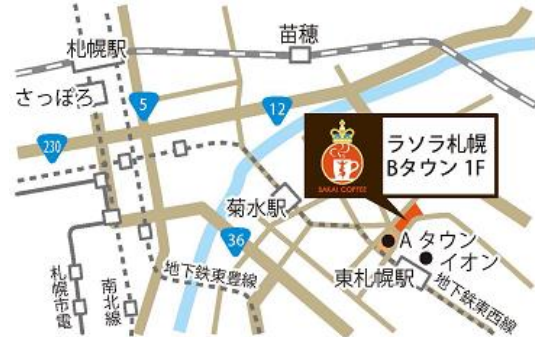 苗穂
札幌駅
さっぽろ
5
12
230
SAKAI COFFEE
ラソラ札幌
Bタウン 1F
菊水駅
36
A タウン
イオン
東札幌駅
地下鉄東豊線
地下鉄東西線
札幌市電
南北線